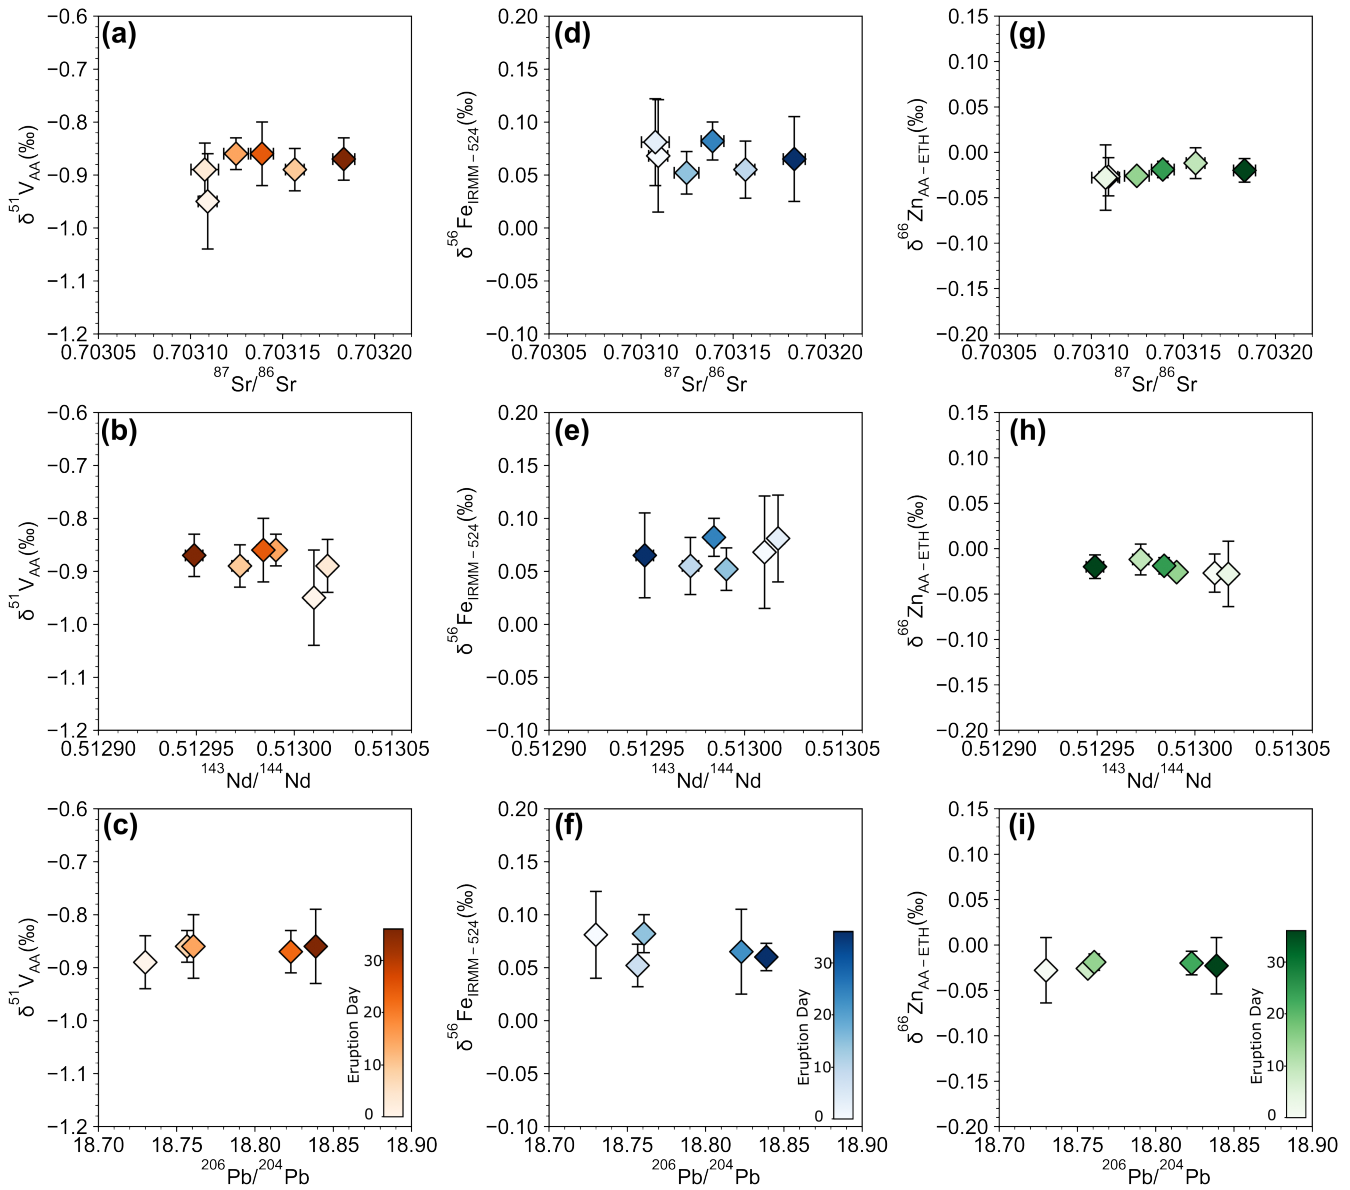 (a)
−0.6
−0.7
−0.8
−0.9
−1.0
−1.1
−1.2
δ⁵¹V_AA(‰)
0.70305 0.70310 0.70315 0.70320
⁸⁷Sr/⁸⁶Sr
(d)
0.20
0.15
0.10
0.05
0.00
−0.05
−0.10
δ⁵⁶Fe_IRMM−524(‰)
0.70305 0.70310 0.70315 0.70320
⁸⁷Sr/⁸⁶Sr
(g)
0.15
0.10
0.05
0.00
−0.05
−0.10
−0.15
−0.20
δ⁶⁶Zn_AA−ETH(‰)
0.70305 0.70310 0.70315 0.70320
⁸⁷Sr/⁸⁶Sr
(b)
−0.6
−0.7
−0.8
−0.9
−1.0
−1.1
−1.2
δ⁵¹V_AA(‰)
0.51290 0.51295 0.51300 0.51305
¹⁴³Nd/¹⁴⁴Nd
(e)
0.20
0.15
0.10
0.05
0.00
−0.05
−0.10
δ⁵⁶Fe_IRMM−524(‰)
0.51290 0.51295 0.51300 0.51305
¹⁴³Nd/¹⁴⁴Nd
(h)
0.15
0.10
0.05
0.00
−0.05
−0.10
−0.15
−0.20
δ⁶⁶Zn_AA−ETH(‰)
0.51290 0.51295 0.51300 0.51305
¹⁴³Nd/¹⁴⁴Nd
(c)
−0.6
−0.7
−0.8
−0.9
−1.0
−1.1
−1.2
δ⁵¹V_AA(‰)
18.70 18.75 18.80 18.85 18.90
²⁰⁶Pb/²⁰⁴Pb
Eruption Day
30
20
10
0
(f)
0.20
0.15
0.10
0.05
0.00
−0.05
−0.10
δ⁵⁶Fe_IRMM−524(‰)
18.70 18.75 18.80 18.85 18.90
²⁰⁶Pb/²⁰⁴Pb
Eruption Day
30
20
10
0
(i)
0.15
0.10
0.05
0.00
−0.05
−0.10
−0.15
−0.20
δ⁶⁶Zn_AA−ETH(‰)
18.70 18.75 18.80 18.85 18.90
²⁰⁶Pb/²⁰⁴Pb
Eruption Day
30
20
10
0